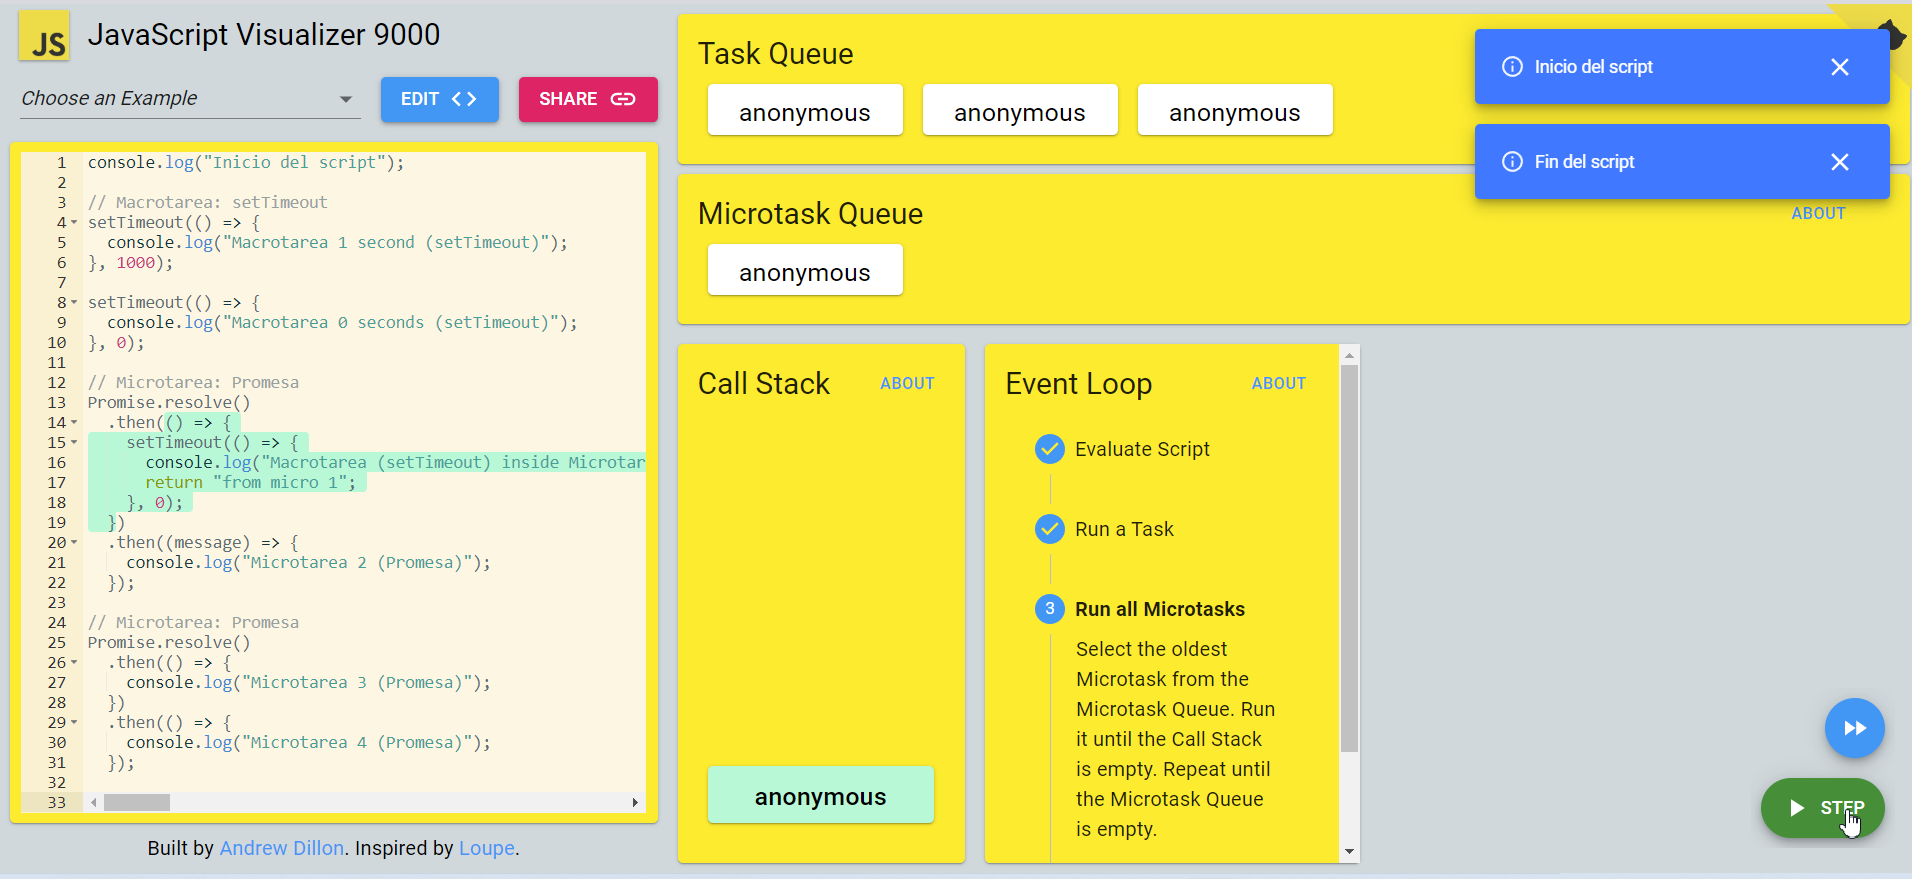 JS
JavaScript Visualizer 9000
Choose an Example
EDIT
SHARE
1 console.log("Inicio del script");
2
3 // Macrotarea: setTimeout
4 setTimeout(() => {
5 console.log("Macrotarea 1 second (setTimeout)");
6 }, 1000);
7
8 setTimeout(() => {
9 console.log("Macrotarea 0 seconds (setTimeout)");
10 }, 0);
11
12 // Microtarea: Promesa
13 Promise.resolve()
14 .then(() => {
15 setTimeout(() => {
16 console.log("Macrotarea (setTimeout) inside Microtar
17 return "from micro 1";
18 }, 0);
19 })
20 .then((message) => {
21 console.log("Microtarea 2 (Promesa)");
22 });
23
24 // Microtarea: Promesa
25 Promise.resolve()
26 .then(() => {
27 console.log("Microtarea 3 (Promesa)");
28 })
29 .then(() => {
30 console.log("Microtarea 4 (Promesa)");
31 });
32
33
Built by Andrew Dillon. Inspired by Loupe.
Task Queue
anonymous anonymous anonymous
Inicio del script
Fin del script
Microtask Queue
ABOUT
anonymous
Call Stack
ABOUT
anonymous
Event Loop
ABOUT
Evaluate Script
Run a Task
3 Run all Microtasks
Select the oldest
Microtask from the
Microtask Queue. Run
it until the Call Stack
is empty. Repeat until
the Microtask Queue
is empty.
STEP